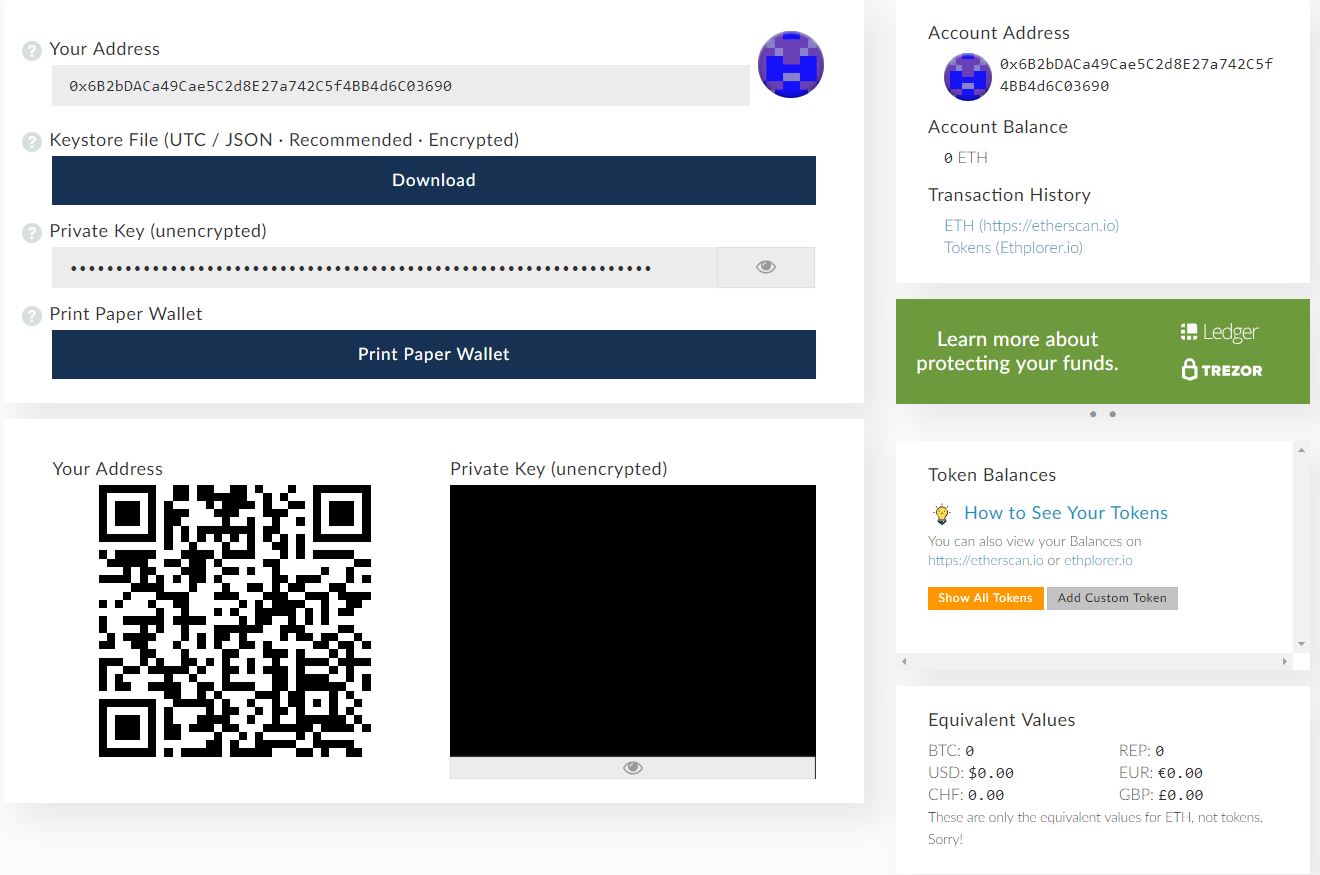 Your Address
0x6B2bDACa49Cae5C2d8E27a742C5f4BB4d6C03690
Keystore File (UTC / JSON · Recommended · Encrypted)
Download
Private Key (unencrypted)
Print Paper Wallet
Print Paper Wallet
Your Address
Private Key (unencrypted)
Account Address
0x6B2bDACa49Cae5C2d8E27a742C5f
4BB4d6C03690
Account Balance
0 ETH
Transaction History
ETH (https://etherscan.io)
Tokens (Ethplorer.io)
Learn more about
protecting your funds.
Ledger
TREZOR
Token Balances
How to See Your Tokens
You can also view your Balances on
https://etherscan.io or ethplorer.io
Show All Tokens Add Custom Token
Equivalent Values
BTC: 0 REP: 0
USD: $0.00 EUR: €0.00
CHF: 0.00 GBP: £0.00
These are only the equivalent values for ETH, not tokens.
Sorry!